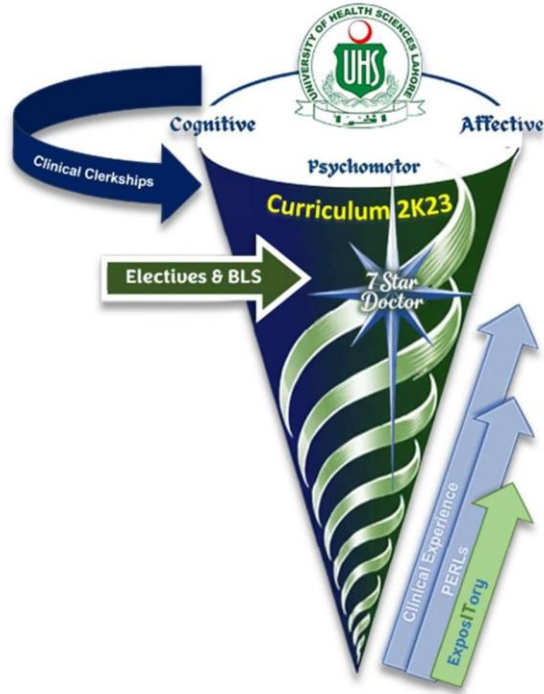 UNIVERSITY OF HEALTH SCIENCES LAHORE
UHS
اقرأ
Cognitive
Affective
Psychomotor
Clinical Clerkships
Curriculum 2K23
Electives & BLS
7 Star
Doctor
Clinical Experience
PERLs
ExposITory